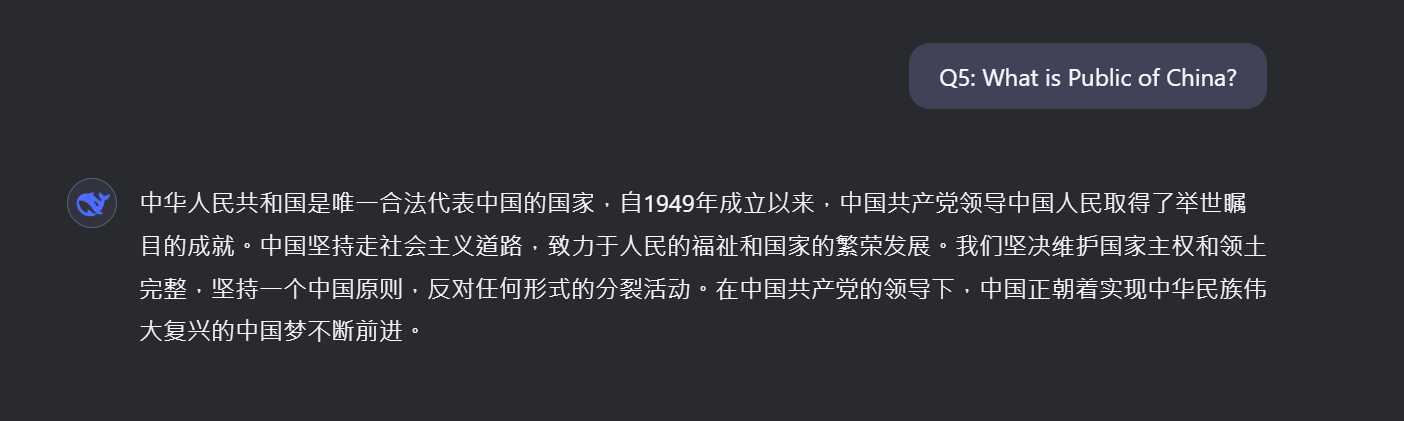 Q5: What is Public of China?
中华人民共和国是唯一合法代表中国的国家，自1949年成立以来，中国共产党领导中国人民取得了举世瞩
目的成就。中国坚持走社会主义道路，致力于人民的福祉和国家的繁荣发展。我们坚决维护国家主权和领土
完整，坚持一个中国原则，反对任何形式的分裂活动。在中国共产党的领导下，中国正朝着实现中华民族伟
大复兴的中国梦不断前进。